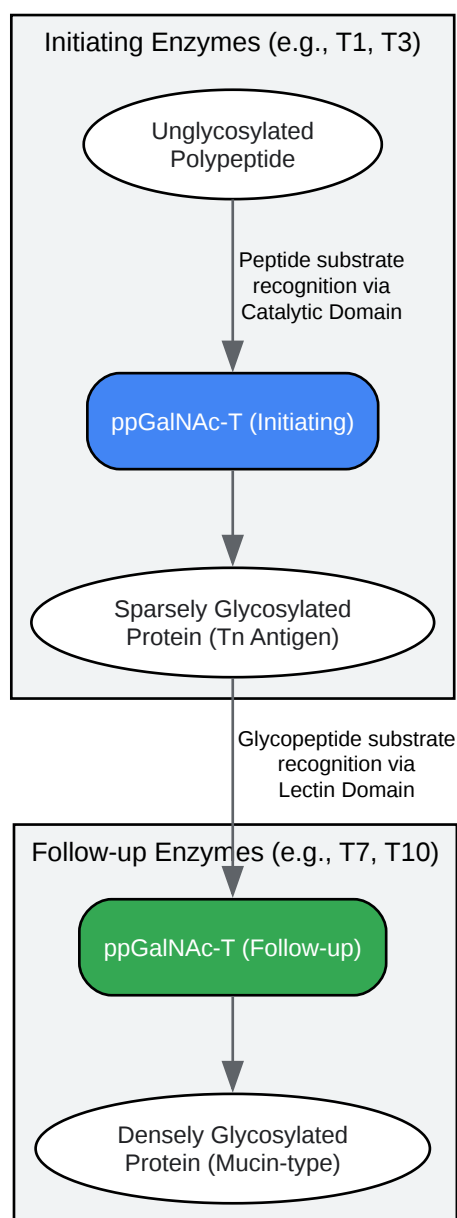 Initiating Enzymes (e.g., T1, T3)
Unglycosylated
Polypeptide
Peptide substrate
recognition via
Catalytic Domain
ppGalNAc-T (Initiating)
Sparsely Glycosylated
Protein (Tn Antigen)
Glycopeptide substrate
recognition via
Lectin Domain
Follow-up Enzymes (e.g., T7, T10)
ppGalNAc-T (Follow-up)
Densely Glycosylated
Protein (Mucin-type)